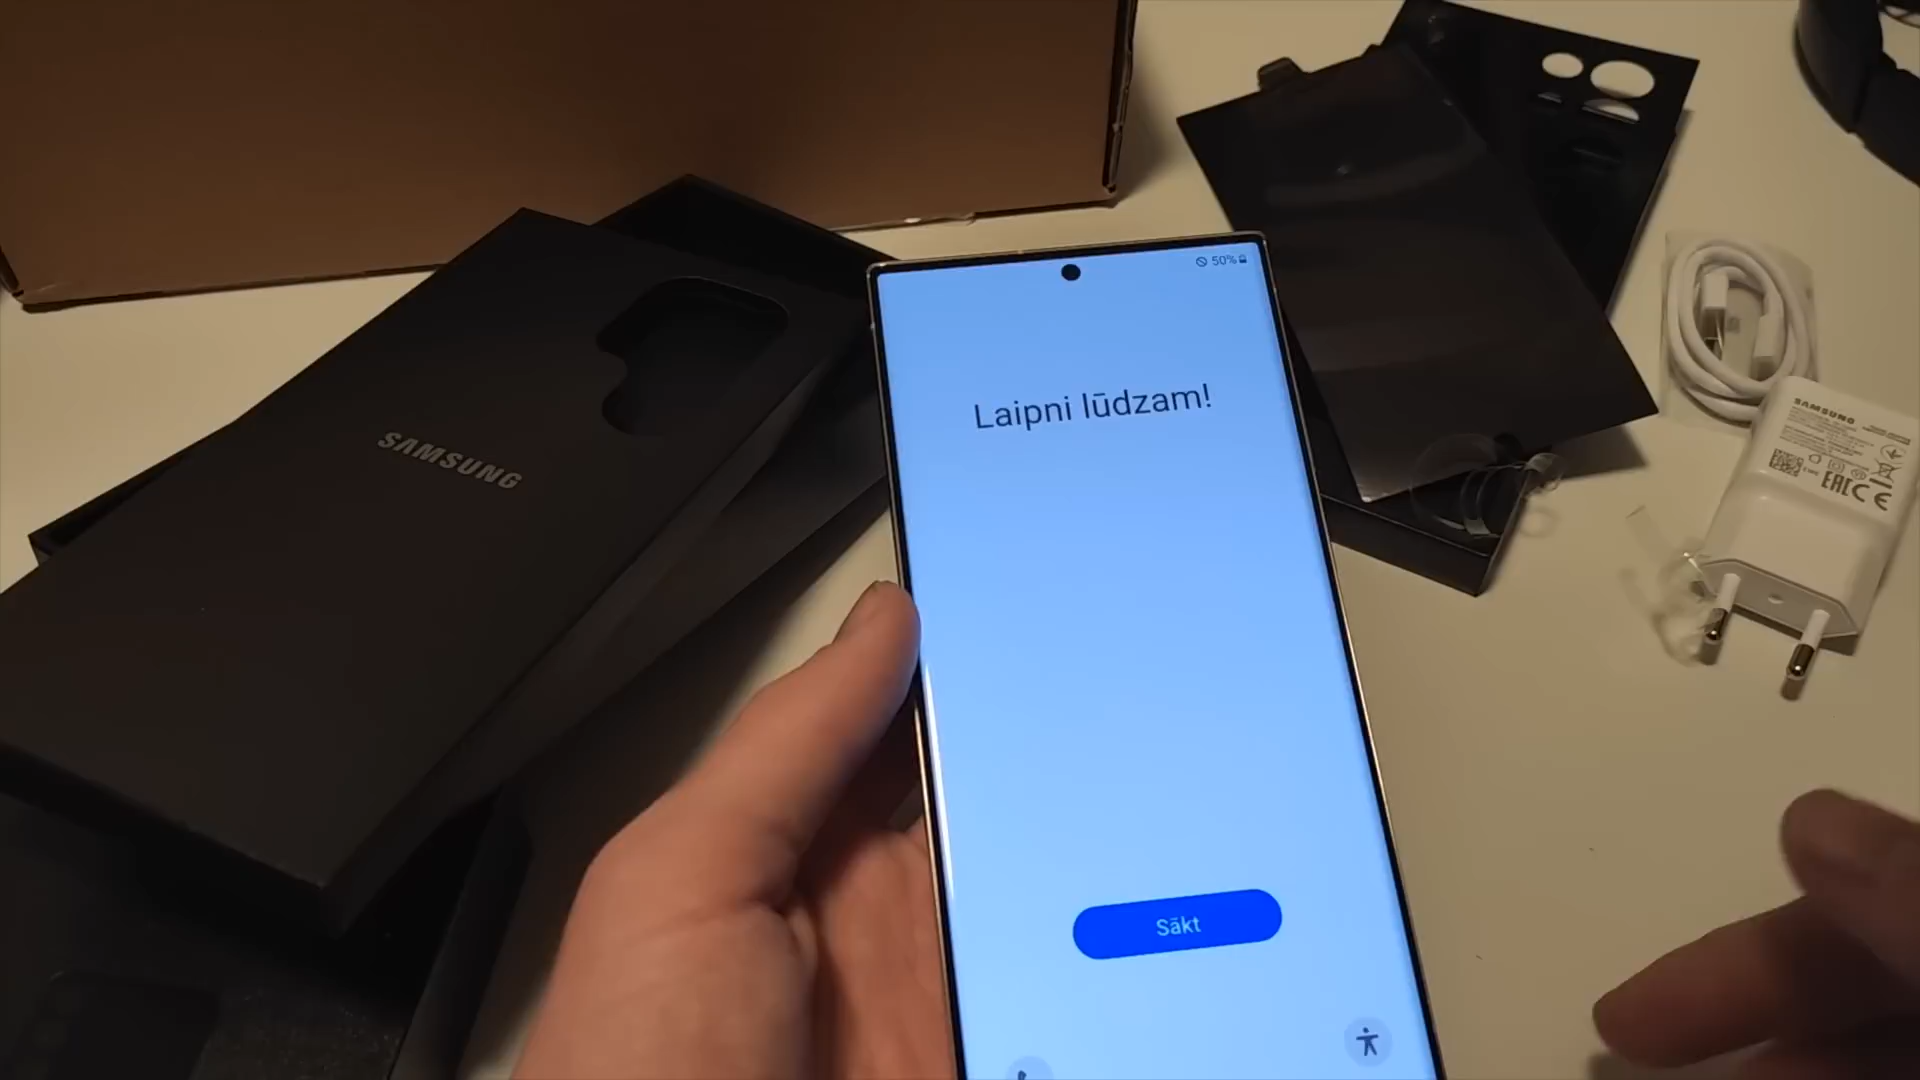 50%
Laipni lūdzam!
SAMSUNG
Sākt
SAMSUNG
EAC CE